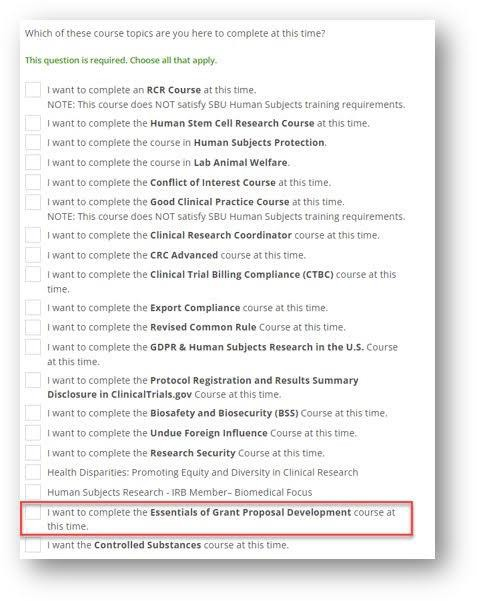 Which of these course topics are you here to complete at this time?
This question is required. Choose all that apply.
I want to complete an RCR Course at this time.
NOTE: This course does NOT satisfy SBU Human Subjects training requirements.
I want to complete the Human Stem Cell Research Course at this time.
I want to complete the course in Human Subjects Protection.
I want to complete the course in Lab Animal Welfare.
I want to complete the Conflict of Interest Course at this time.
I want to complete the Good Clinical Practice Course at this time.
NOTE: This course does NOT satisfy SBU Human Subjects training requirements.
I want to complete the Clinical Research Coordinator course at this time.
I want to complete the CRC Advanced course at this time.
I want to complete the Clinical Trial Billing Compliance (CTBC) course at this
time.
I want to complete the Export Compliance course at this time.
I want to complete the Revised Common Rule Course at this time.
I want to complete the GDPR & Human Subjects Research in the U.S. Course
at this time.
I want to complete the Protocol Registration and Results Summary
Disclosure in ClinicalTrials.gov Course at this time.
I want to complete the Biosafety and Biosecurity (BSS) Course at this time.
I want to complete the Undue Foreign Influence Course at this time.
I want to complete the Research Security Course at this time.
Health Disparities: Promoting Equity and Diversity in Clinical Research
Human Subjects Research - IRB Member– Biomedical Focus
I want to complete the Essentials of Grant Proposal Development course at
this time.
I want the Controlled Substances course at this time.